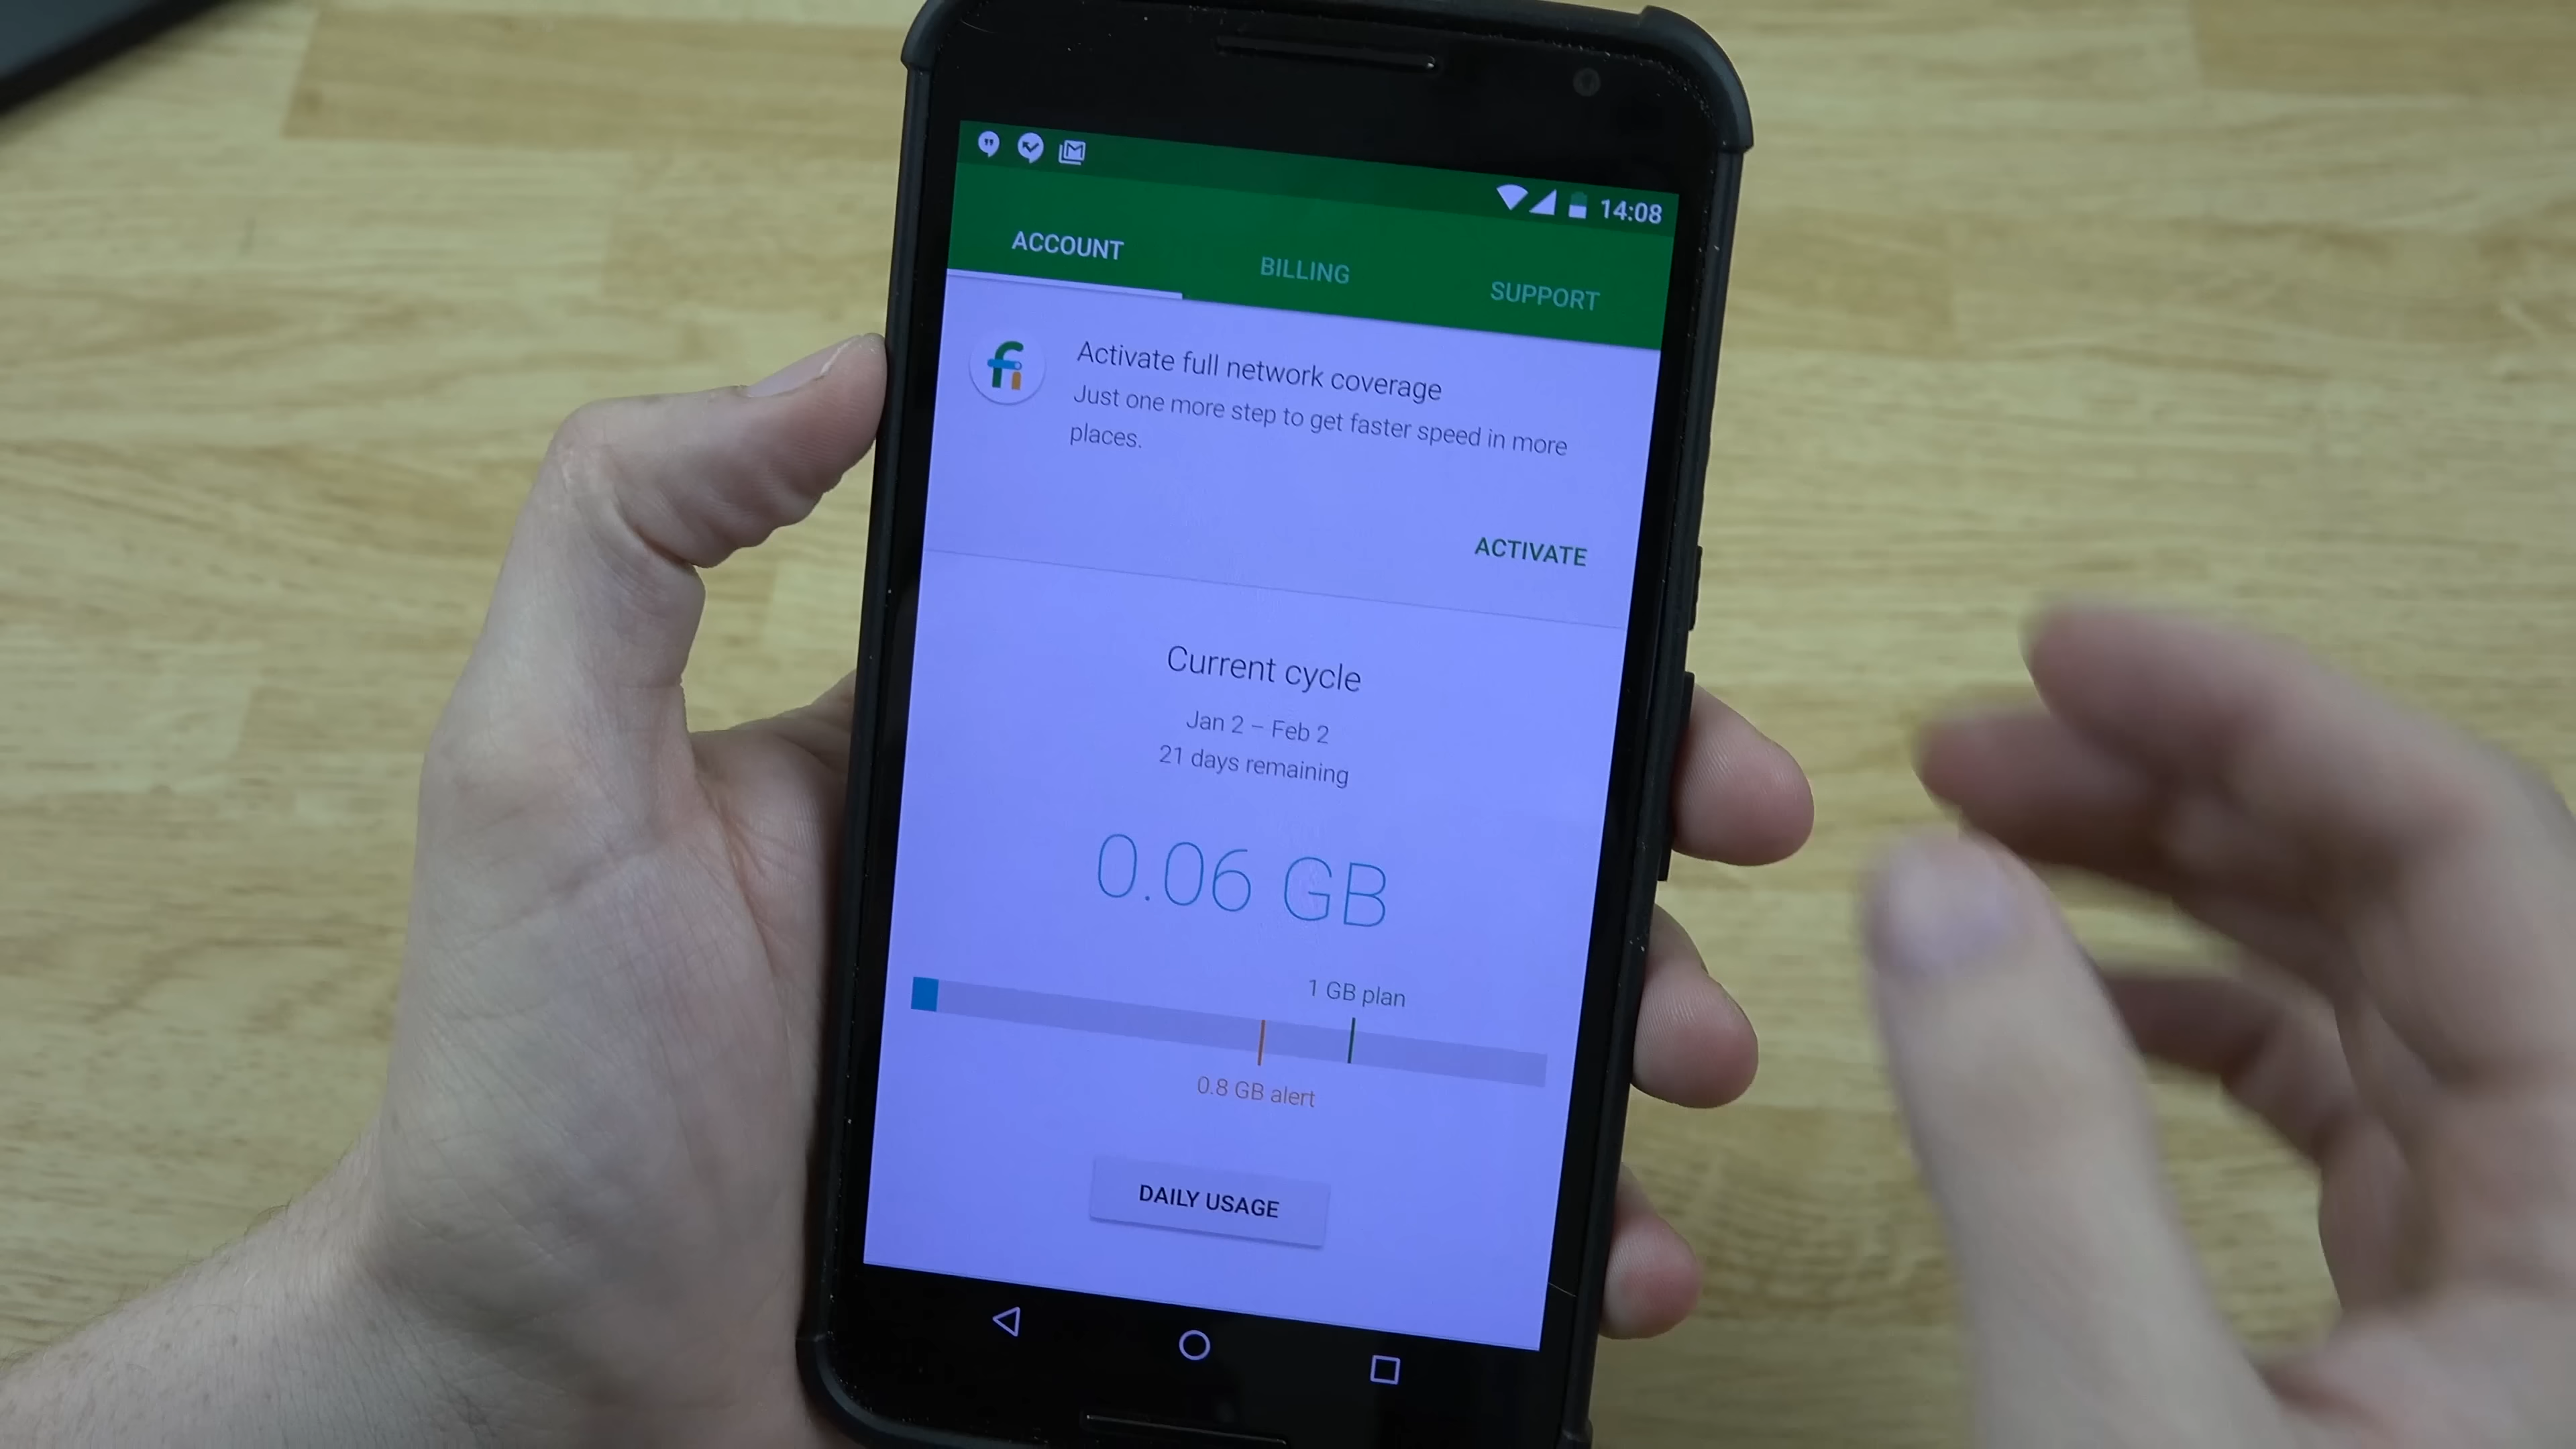 14:08
ACCOUNT
BILLING
SUPPORT
fi
Activate full network coverage
Just one more step to get faster speed in more
places.
ACTIVATE
Current cycle
Jan 2 – Feb 2
21 days remaining
0.06 GB
1 GB plan
0.8 GB alert
DAILY USAGE